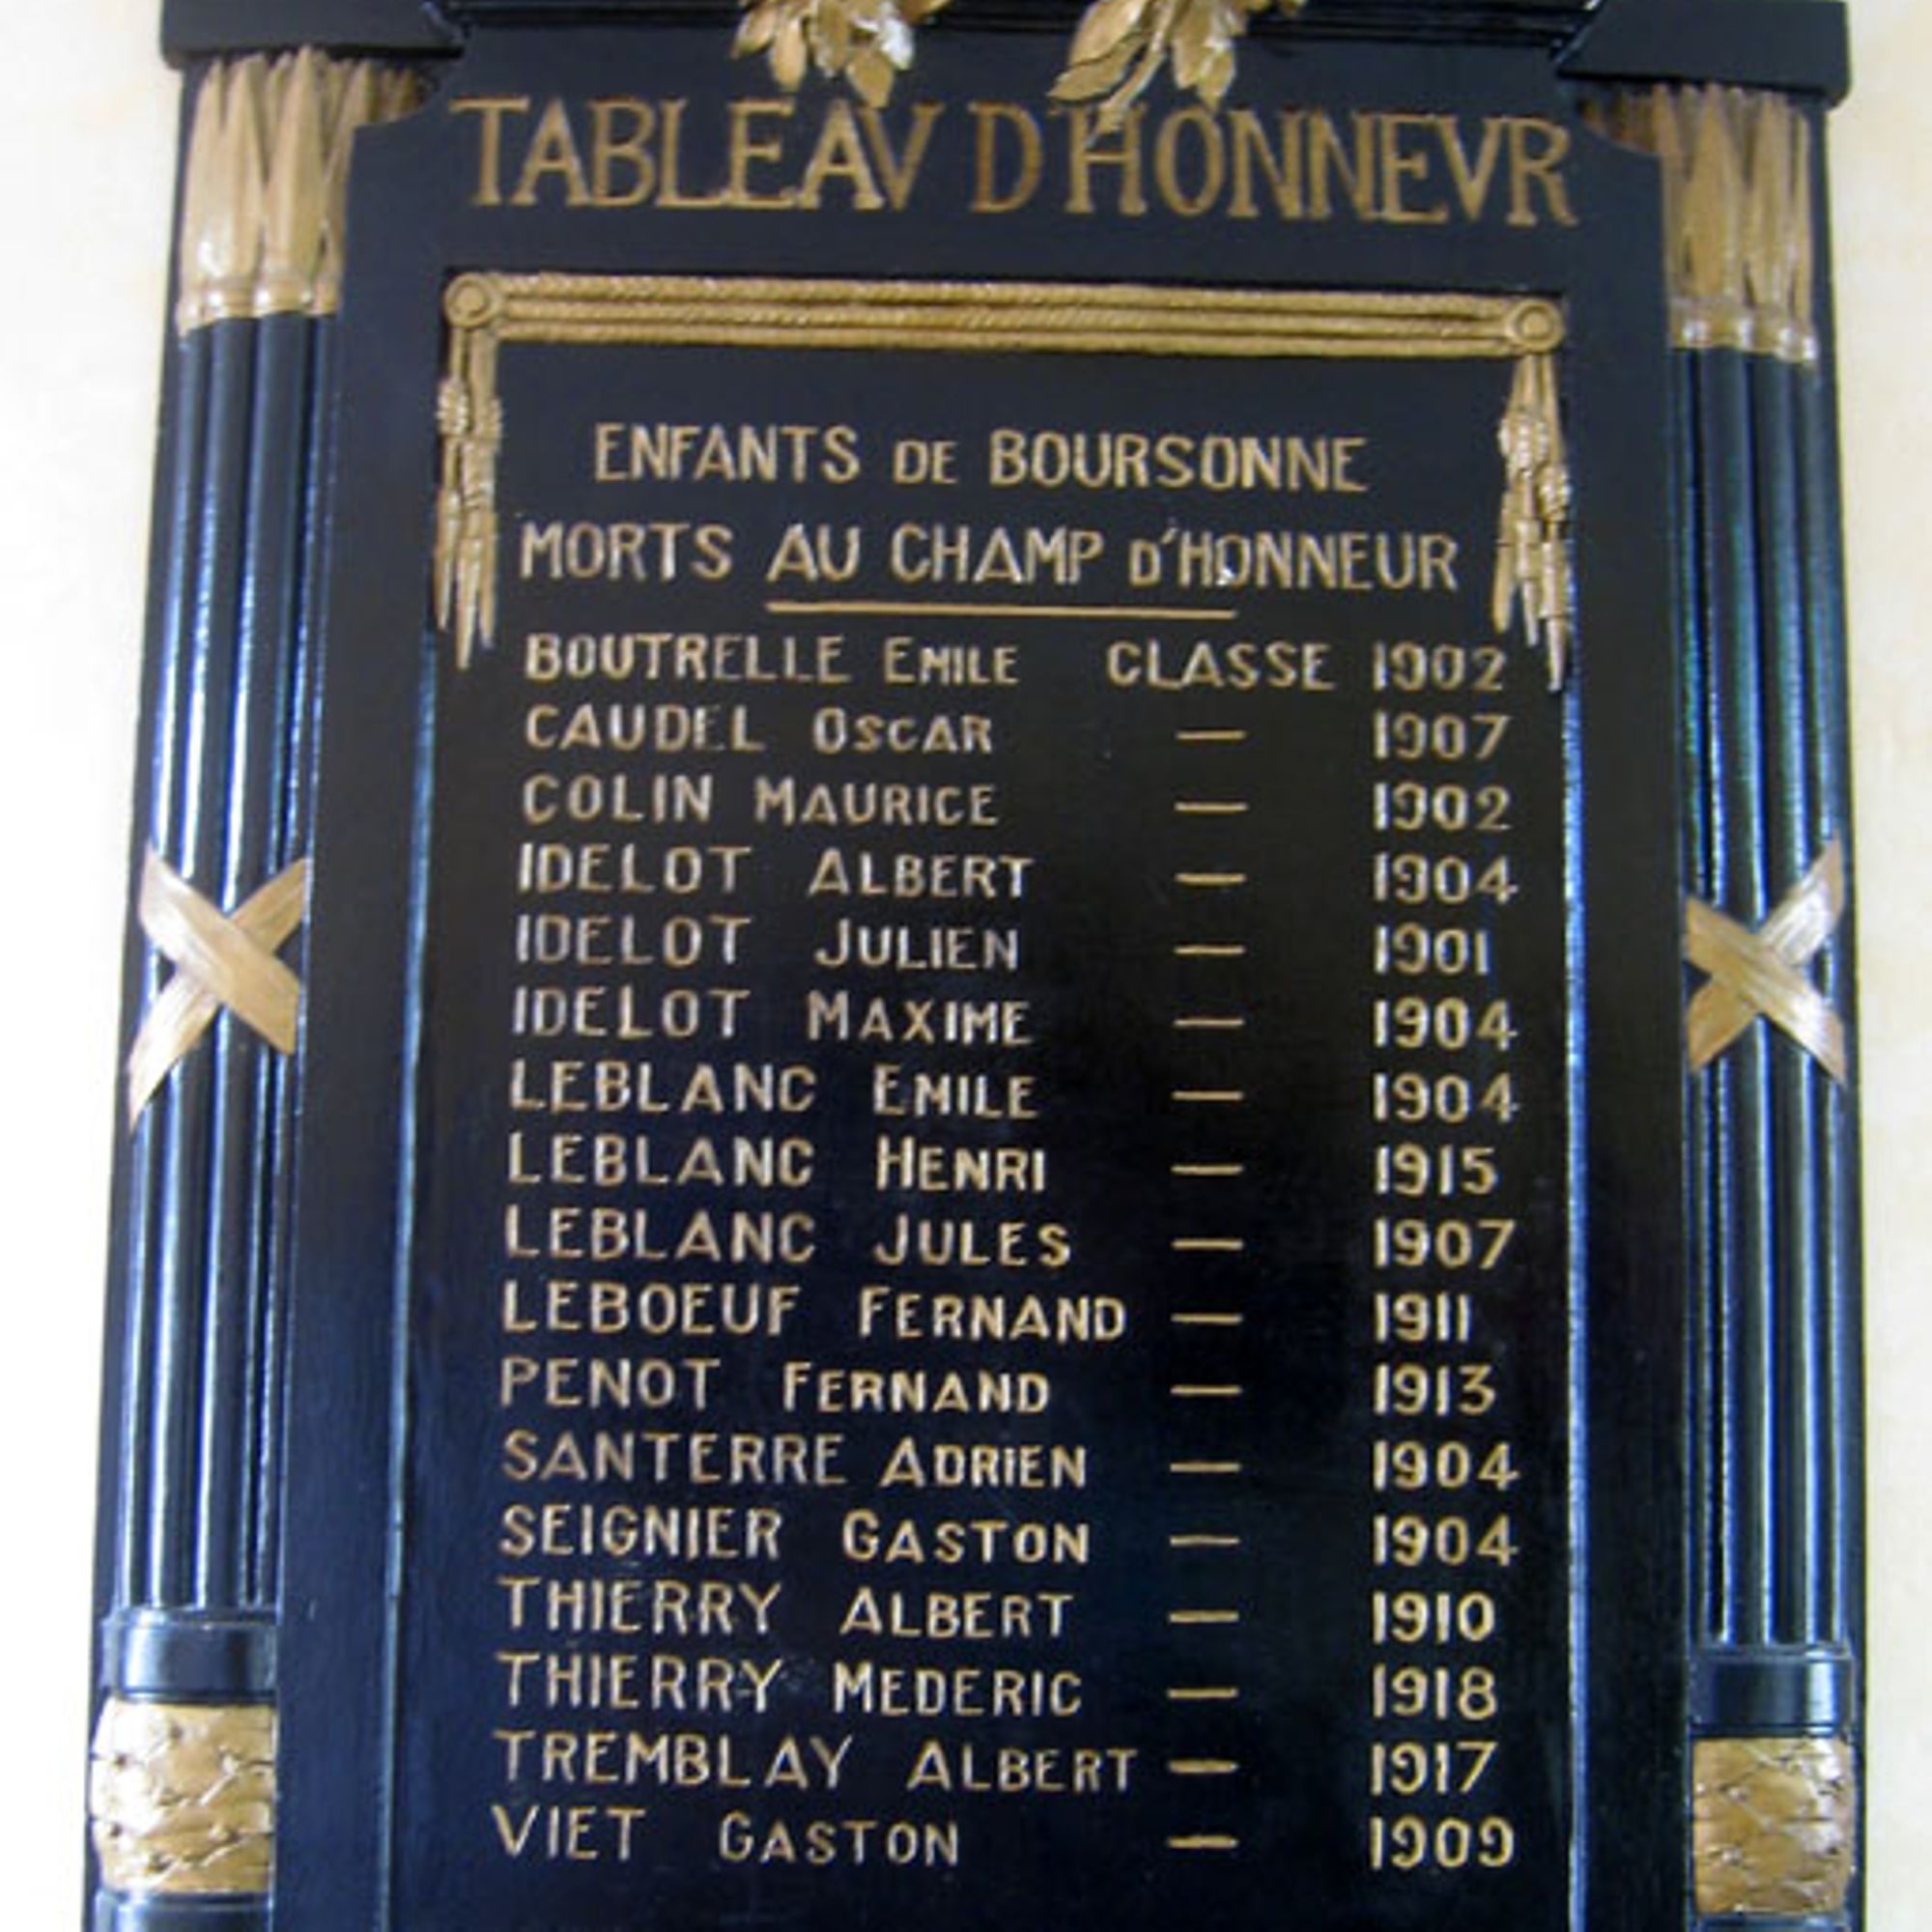 TABLEAV D'HONNEVR
ENFANTS DE BOURSONNE
MORTS AU CHAMP D'HONNEUR
BOUTRELLE EMILE CLASSE 1902
CAUDEL OSCAR — 1907
COLIN MAURICE — 1902
IDELOT ALBERT — 1904
IDELOT JULIEN — 1901
IDELOT MAXIME — 1904
LEBLANC EMILE — 1904
LEBLANC HENRI — 1915
LEBLANC JULES — 1907
LEBOEUF FERNAND — 1911
PENOT FERNAND — 1913
SANTERRE ADRIEN — 1904
SEIGNIER GASTON — 1904
THIERRY ALBERT — 1910
THIERRY MEDERIC — 1918
TREMBLAY ALBERT — 1917
VIET GASTON — 1909